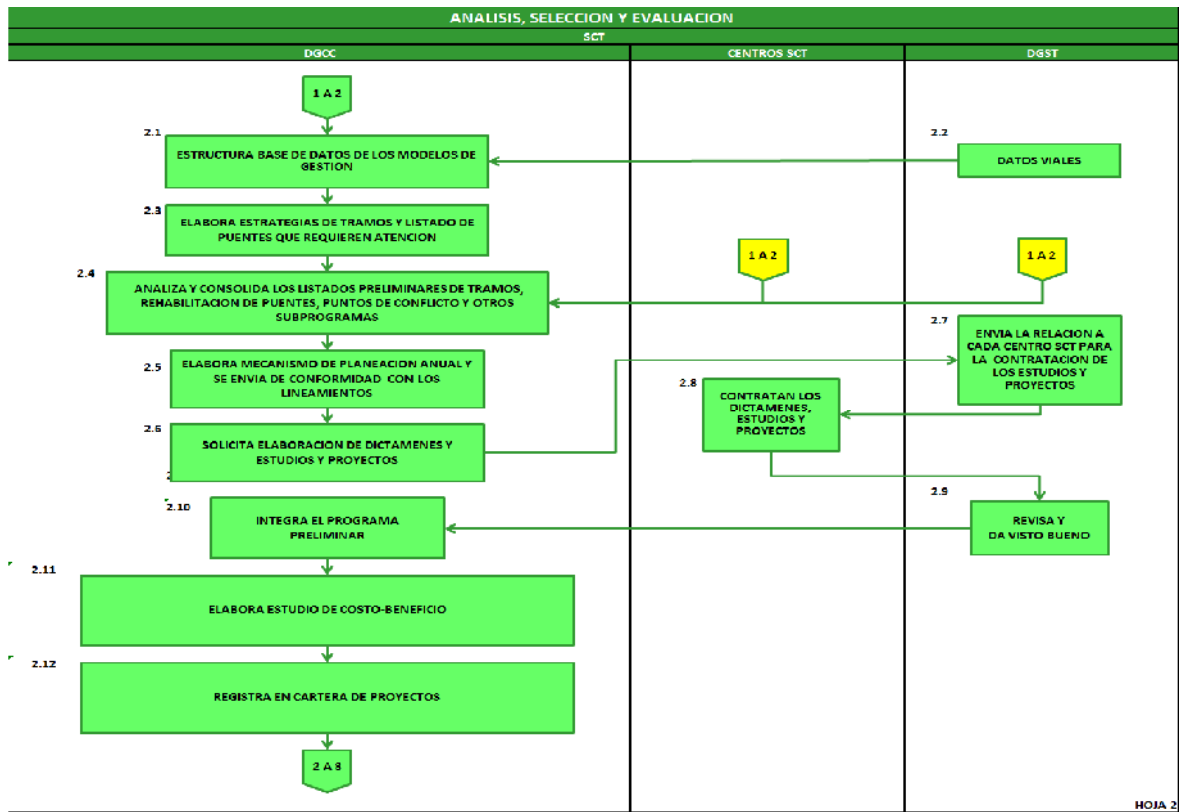 ANALISIS, SELECCION Y EVALUACION
SCT
DGCC
CENTROS SCT
DGST
1 A 2
2.1
ESTRUCTURA BASE DE DATOS DE LOS MODELOS DE
GESTION
2.2
DATOS VIALES
2.3
ELABORA ESTRATEGIAS DE TRAMOS Y LISTADO DE
PUENTES QUE REQUIEREN ATENCION
1 A 2
1 A 2
2.4
ANALIZA Y CONSOLIDA LOS LISTADOS PRELIMINARES DE TRAMOS,
REHABILITACION DE PUENTES, PUNTOS DE CONFLICTO Y OTROS
SUBPROGRAMAS
2.5
ELABORA MECANISMO DE PLANEACION ANUAL Y
SE ENVIA DE CONFORMIDAD CON LOS
LINEAMIENTOS
2.6
SOLICITA ELABORACION DE DICTAMENES Y
ESTUDIOS Y PROYECTOS
2.7
ENVIA LA RELACION A
CADA CENTRO SCT PARA
LA CONTRATACION DE
LOS ESTUDIOS Y
PROYECTOS
2.8
CONTRATAN LOS
DICTAMENES,
ESTUDIOS Y
PROYECTOS
2.9
REVISA Y
DA VISTO BUENO
2.10
INTEGRA EL PROGRAMA
PRELIMINAR
2.11
ELABORA ESTUDIO DE COSTO-BENEFICIO
2.12
REGISTRA EN CARTERA DE PROYECTOS
2 A 3
HOJA 2